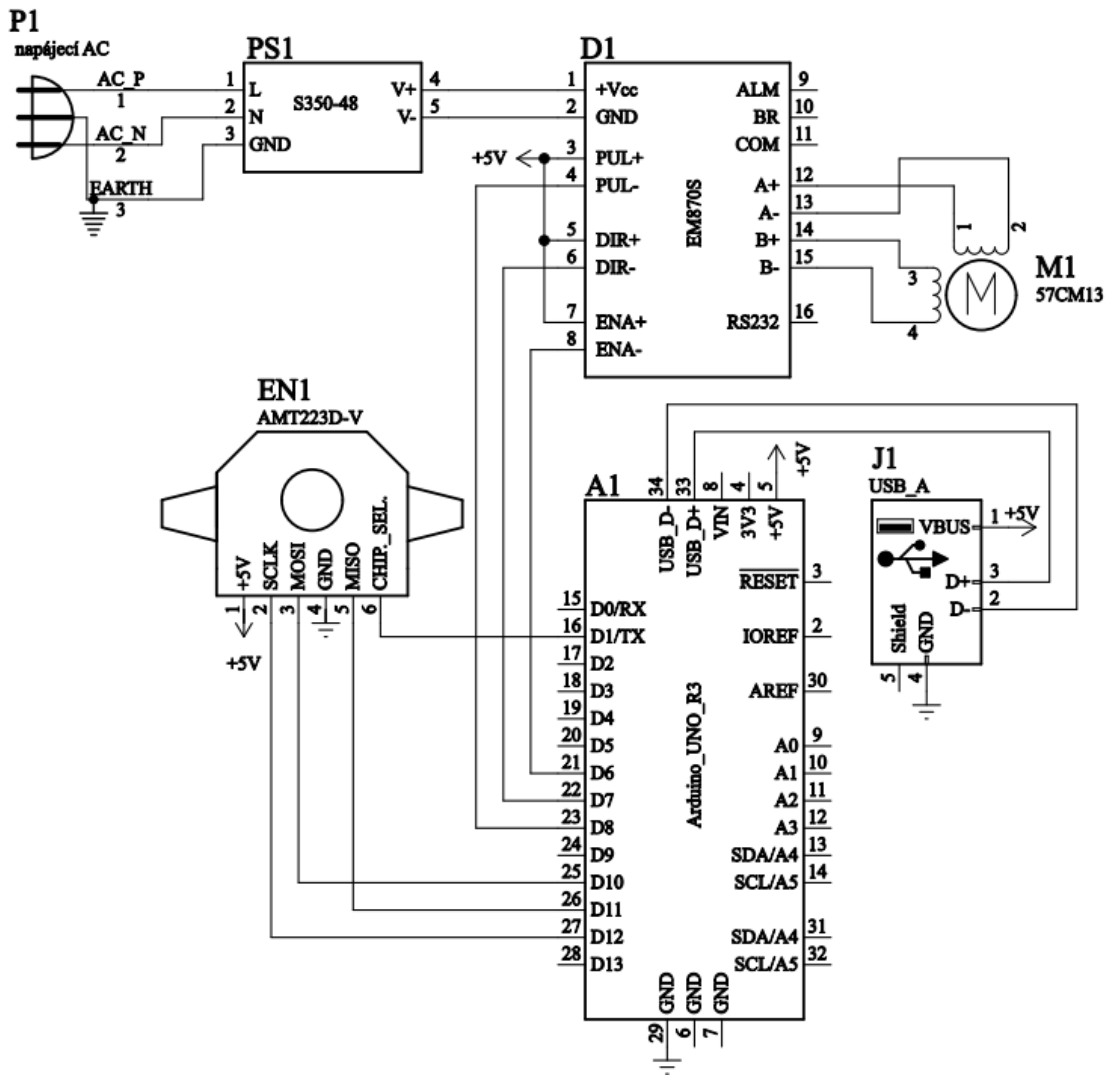 P1
napájecí AC
AC_P
1
AC_N
2
EARTH
3
PS1
S350-48
1 L
2 N
3 GND
V+ 4
V- 5
D1
EM870S
1 +Vcc
2 GND
+5V
3 PUL+
4 PUL-
5 DIR+
6 DIR-
7 ENA+
8 ENA-
ALM 9
BR 10
COM 11
A+ 12
A- 13
B+ 14
B- 15
RS232 16
1
2
3
4
M1
57CM13
M
EN1
AMT223D-V
+5V
SCLK
MOSI
GND
MISO
CHIP._SEL.
1
2
3
4
5
6
+5V
A1
Arduino_UNO_R3
34 USB_D-
33 USB_D+
8 VIN
4 3V3
5 +5V
+5V
15 D0/RX
16 D1/TX
17 D2
18 D3
19 D4
20 D5
21 D6
22 D7
23 D8
24 D9
25 D10
26 D11
27 D12
28 D13
RESET 3
IOREF 2
AREF 30
A0 9
A1 10
A2 11
A3 12
SDA/A4 13
SCL/A5 14
SDA/A4 31
SCL/A5 32
GND
GND
GND
29
6
7
J1
USB_A
VBUS 1 +5V
D+ 3
D- 2
Shield
GND
5
4